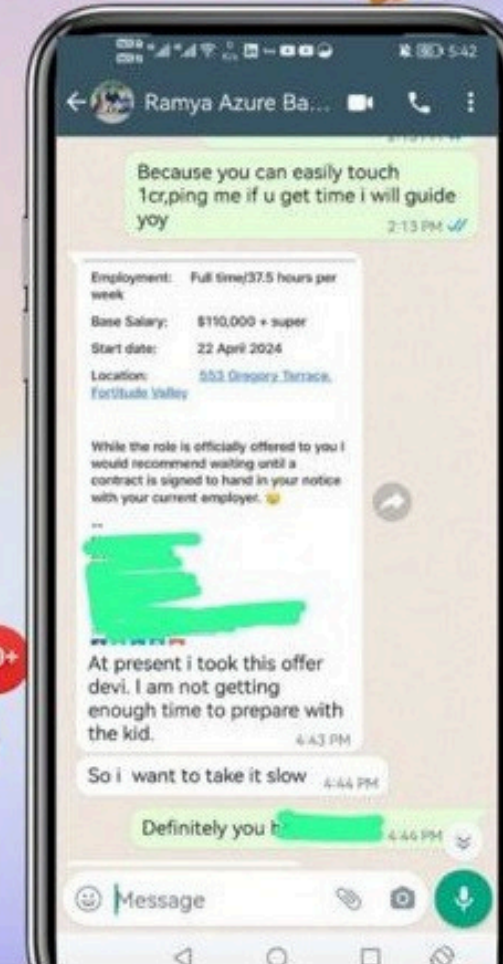 5:42
Ramya Azure Ba...
Because you can easily touch
1cr,ping me if u get time i will guide
yoy
2:13 PM
Employment: Full time/37.5 hours per
week
Base Salary: $110,000 + super
Start date: 22 April 2024
Location: 553 Gregory Terrace,
Fortitude Valley
While the role is officially offered to you I
would recommend waiting until a
contract is signed to hand in your notice
with your current employer.
--
At present i took this offer
devi. I am not getting
enough time to prepare with
the kid.
4:43 PM
So i want to take it slow
4:44 PM
Definitely you
4:46 PM
Message